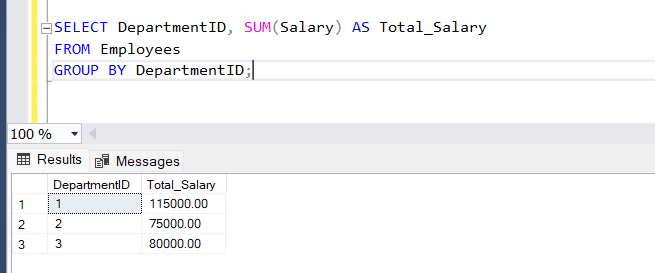 SELECT DepartmentID, SUM(Salary) AS Total_Salary
FROM Employees
GROUP BY DepartmentID;
100 %
Results Messages
DepartmentID Total_Salary
1 1 115000.00
2 2 75000.00
3 3 80000.00